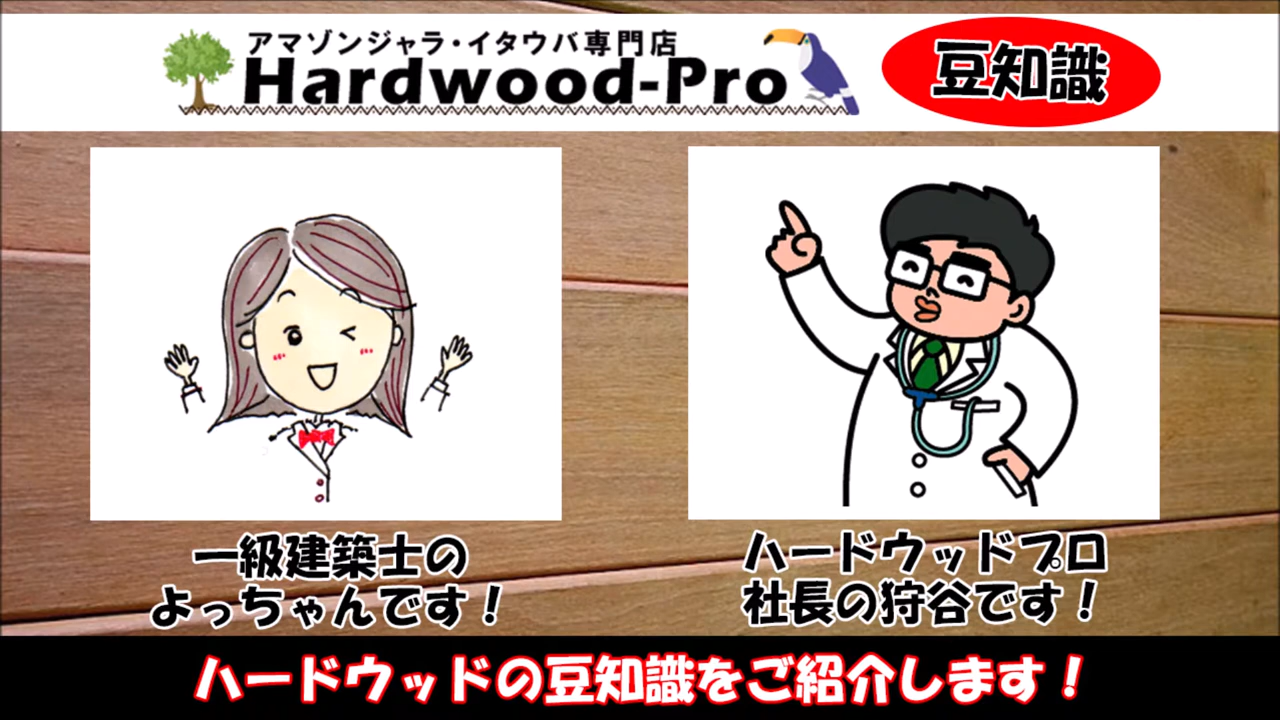 アマゾンジャラ・イタウバ専門店
Hardwood-Pro
豆知識
一級建築士の
よっちゃんです!
ハードウッドプロ
社長の狩谷です!
ハードウッドの豆知識をご紹介します!